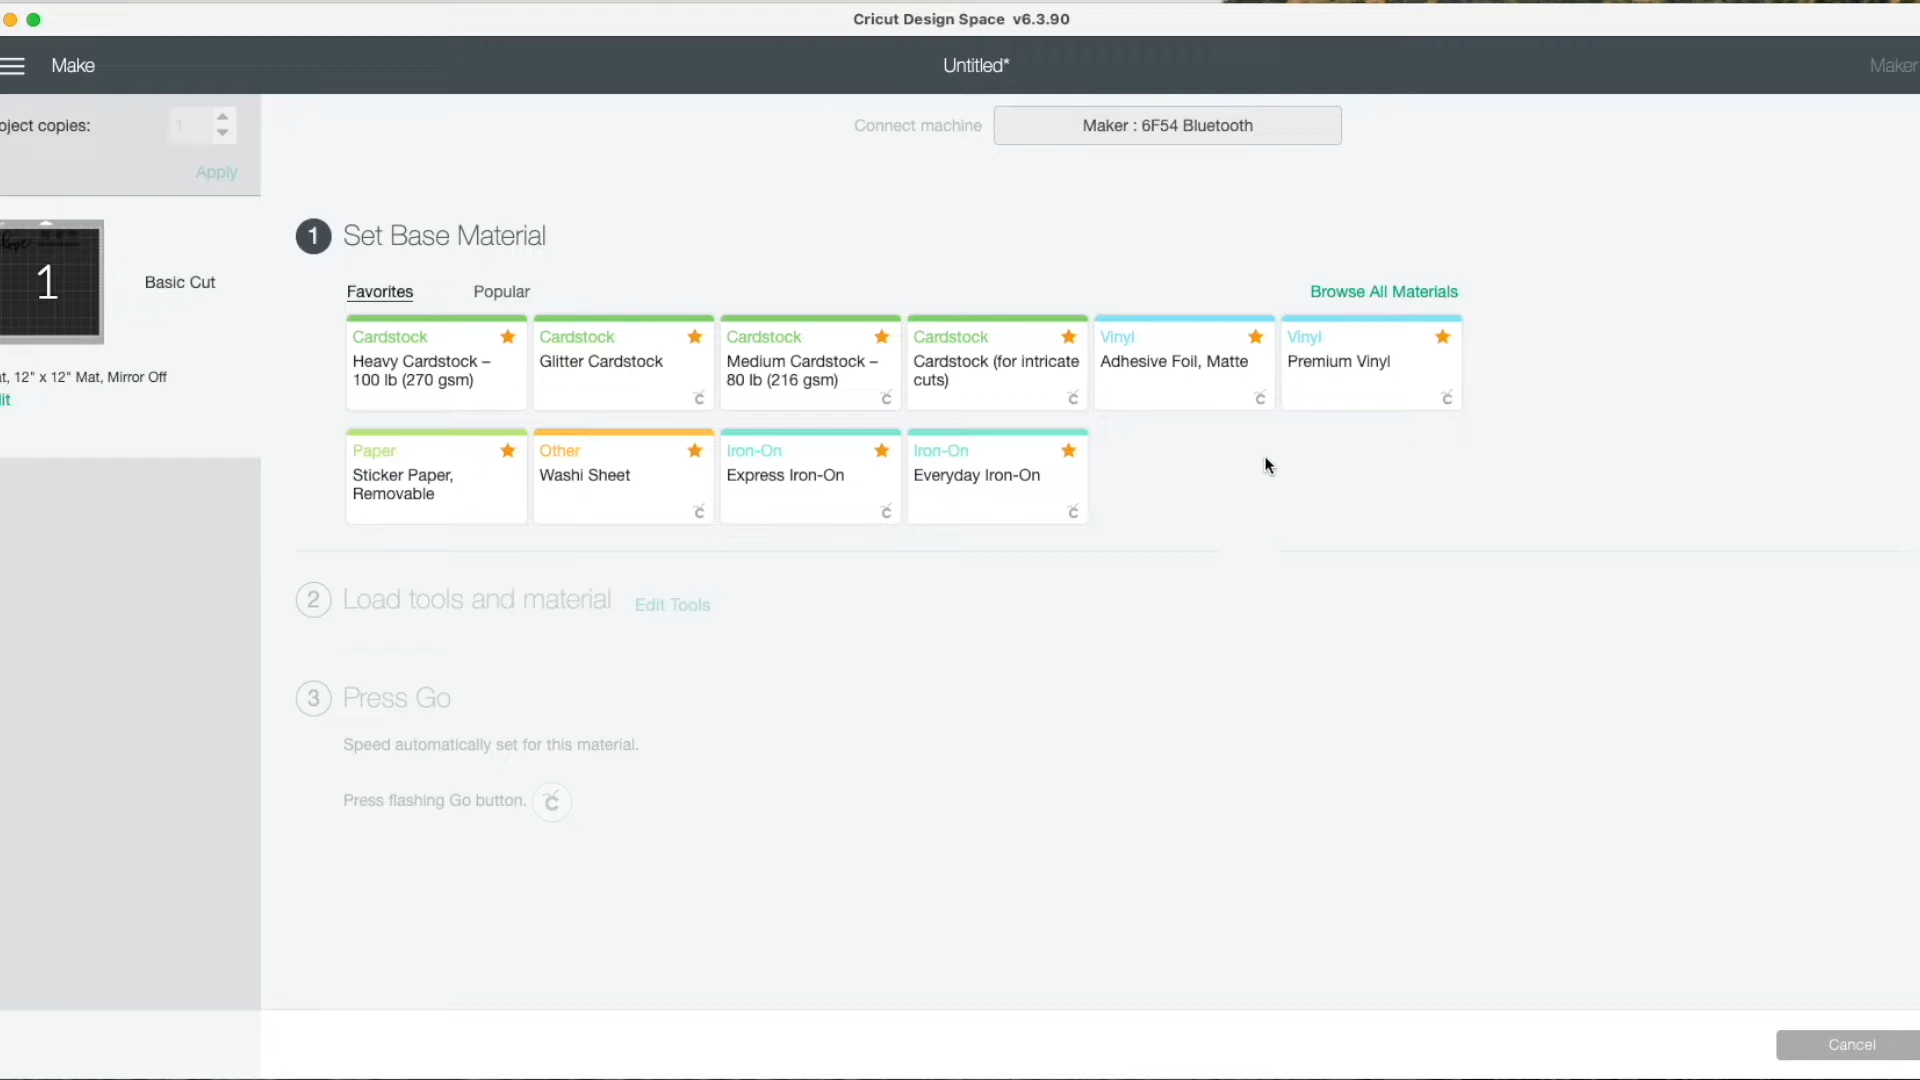 Cricut Design Space v6.3.90
Make
Untitled*
Maker
oject copies:
1
Apply
Connect machine
Maker : 6F54 Bluetooth
love
1
Basic Cut
t, 12" x 12" Mat, Mirror Off
it
1 Set Base Material
Favorites
Popular
Browse All Materials
Cardstock
Heavy Cardstock –
100 lb (270 gsm)
Cardstock
Glitter Cardstock
Cardstock
Medium Cardstock –
80 lb (216 gsm)
Cardstock
Cardstock (for intricate
cuts)
Vinyl
Adhesive Foil, Matte
Vinyl
Premium Vinyl
Paper
Sticker Paper,
Removable
Other
Washi Sheet
Iron-On
Express Iron-On
Iron-On
Everyday Iron-On
2 Load tools and material
Edit Tools
3 Press Go
Speed automatically set for this material.
Press flashing Go button.
Cancel